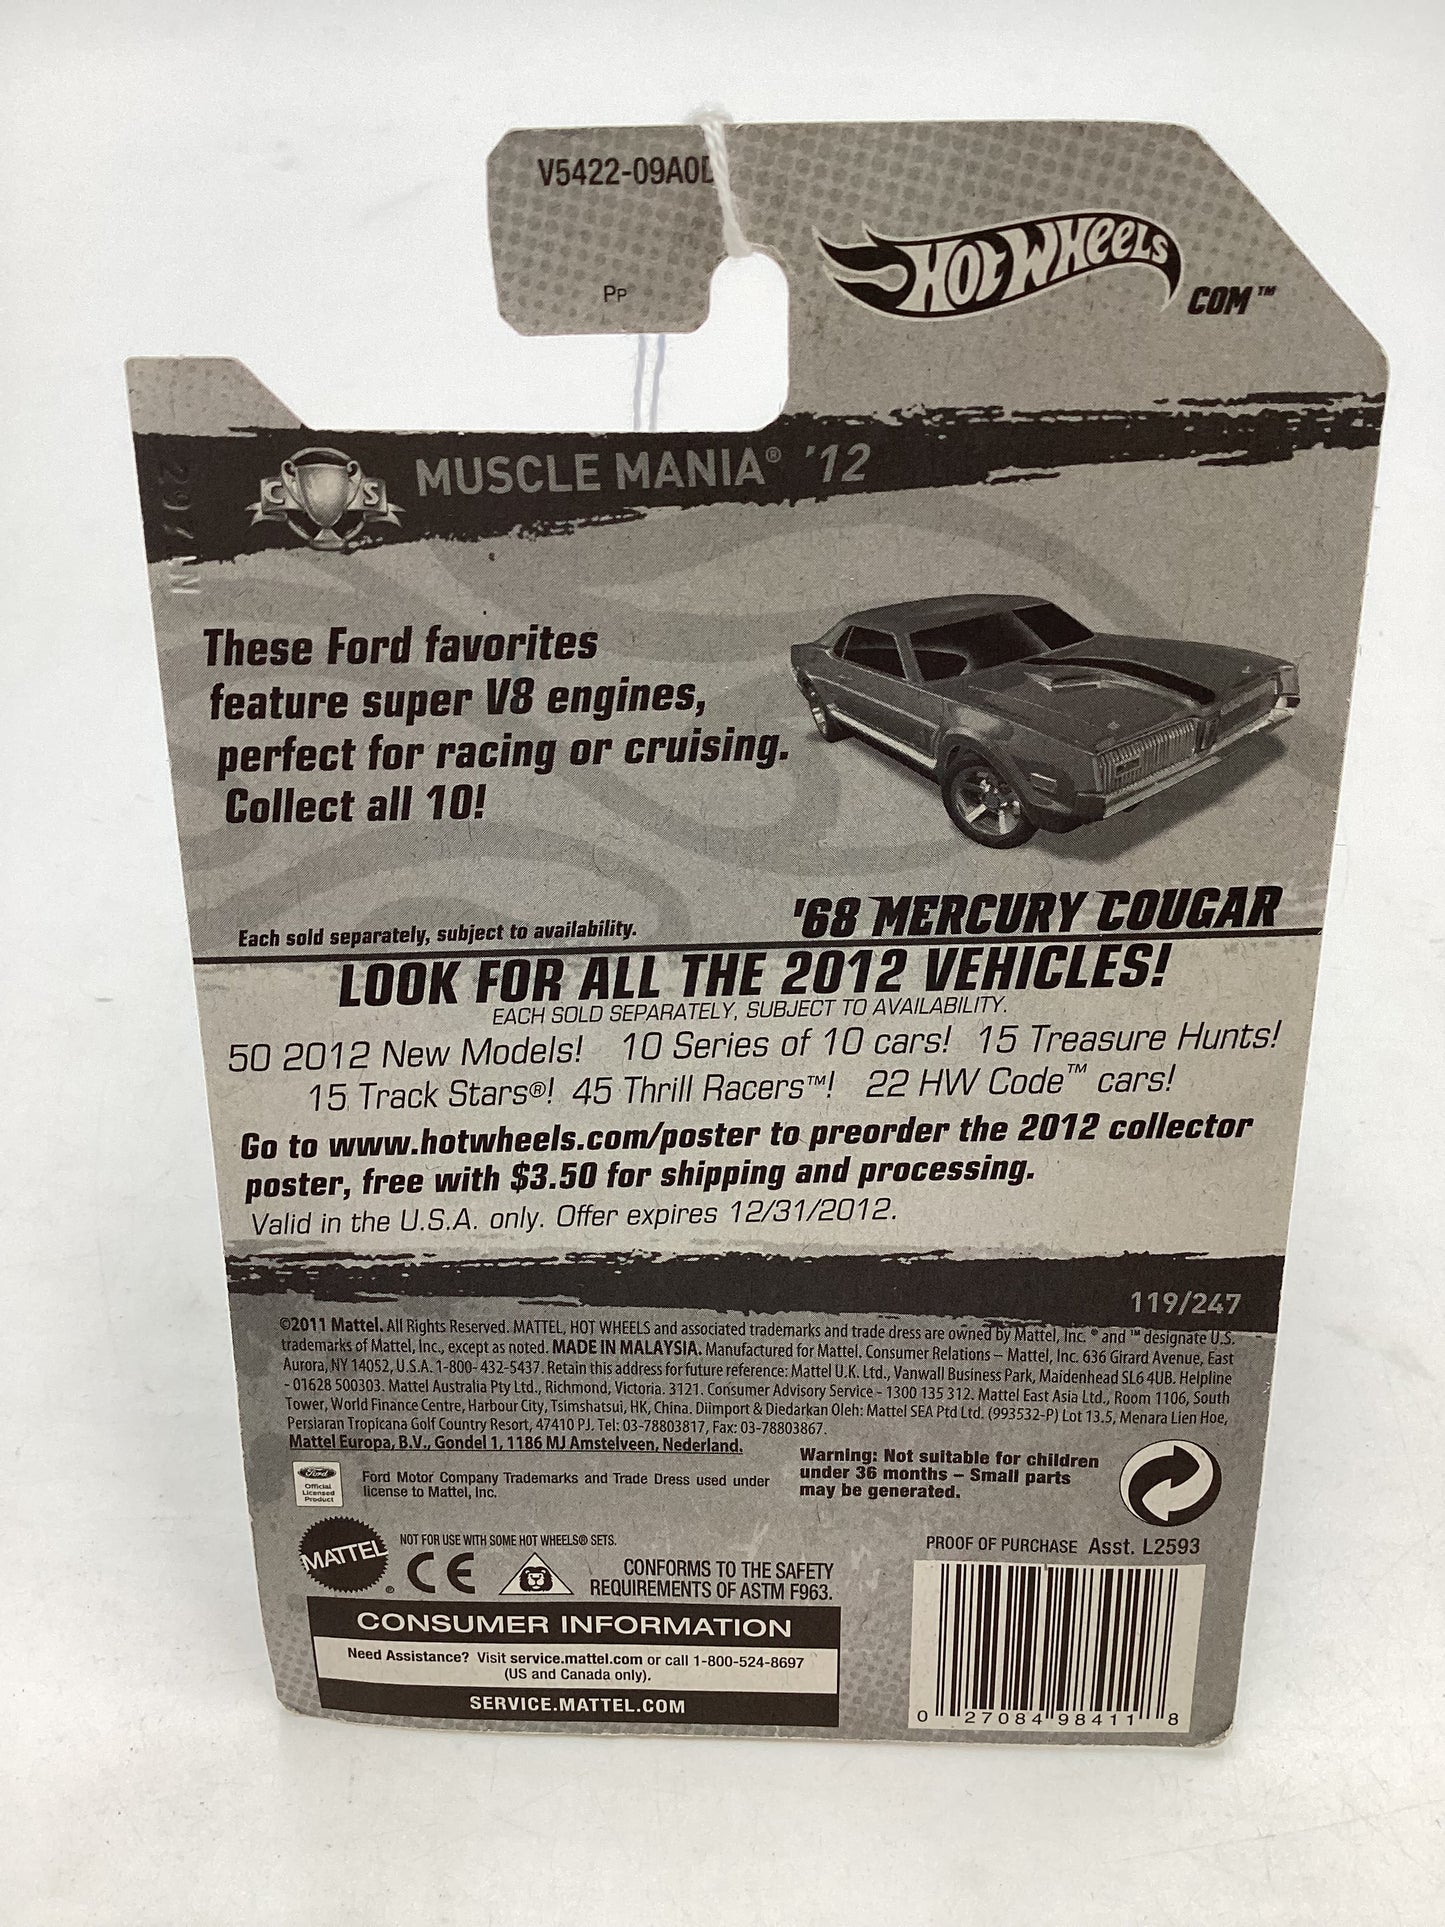 V5422-09A0
Pp
HOT WHEELS
COM™
C S
MUSCLE MANIA® '12
These Ford favorites
feature super V8 engines,
perfect for racing or cruising.
Collect all 10!
Each sold separately, subject to availability.
'68 MERCURY COUGAR
LOOK FOR ALL THE 2012 VEHICLES!
EACH SOLD SEPARATELY, SUBJECT TO AVAILABILITY.
50 2012 New Models! 10 Series of 10 cars! 15 Treasure Hunts!
15 Track Stars®! 45 Thrill Racers™! 22 HW Code™ cars!
Go to www.hotwheels.com/poster to preorder the 2012 collector
poster, free with $3.50 for shipping and processing.
Valid in the U.S.A. only. Offer expires 12/31/2012.
119/247
©2011 Mattel. All Rights Reserved. MATTEL, HOT WHEELS and associated trademarks and trade dress are owned by Mattel, Inc. ® and ™ designate U.S.
trademarks of Mattel, Inc., except as noted. MADE IN MALAYSIA. Manufactured for Mattel. Consumer Relations – Mattel, Inc. 636 Girard Avenue, East
Aurora, NY 14052, U.S.A. 1-800-432-5437. Retain this address for future reference: Mattel U.K. Ltd., Vanwall Business Park, Maidenhead SL6 4UB. Helpline
- 01628 500303. Mattel Australia Pty Ltd., Richmond, Victoria. 3121. Consumer Advisory Service - 1300 135 312. Mattel East Asia Ltd., Room 1106, South
Tower, World Finance Centre, Harbour City, Tsimshatsui, HK, China. Diimport & Diedarkan Oleh: Mattel SEA Ptd Ltd. (993532-P) Lot 13.5, Menara Lien Hoe,
Persiaran Tropicana Golf Country Resort, 47410 PJ. Tel: 03-78803817, Fax: 03-78803867.
Mattel Europa, B.V., Gondel 1, 1186 MJ Amstelveen, Nederland.
Ford
Official
Licensed
Product
Ford Motor Company Trademarks and Trade Dress used under
license to Mattel, Inc.
Warning: Not suitable for children
under 36 months – Small parts
may be generated.
MATTEL®
NOT FOR USE WITH SOME HOT WHEELS® SETS.
CE
CONFORMS TO THE SAFETY
REQUIREMENTS OF ASTM F963.
PROOF OF PURCHASE Asst. L2593
CONSUMER INFORMATION
Need Assistance? Visit service.mattel.com or call 1-800-524-8697
(US and Canada only).
SERVICE.MATTEL.COM
0 27084 98411 8